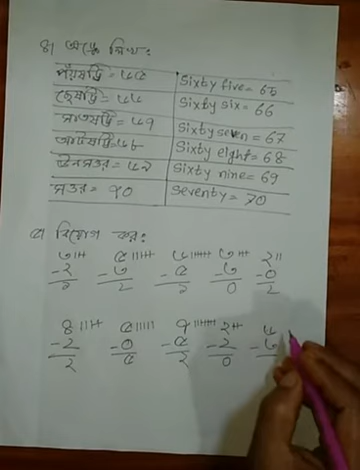 ৪। অঙ্কে লিখ:
পঁয়ষট্টি = ৬৫ Sixty five = 65
ছেষট্টি = ৬৬ Sixty six = 66
সাতষট্টি = ৬৭ Sixty seven = 67
আটষট্টি = ৬৮ Sixty eight = 68
ঊনসত্তর = ৬৯ Sixty nine = 69
সত্তর = ৭০ Seventy = 70
৫। বিয়োগ কর:
৩ ৫ ৬ ৩ ২
-২ -৩ -৫ -৩ -০
১ ২ ১ ০ ২
৪ ৫ ৭ ২ ৬
-২ -০ -৫ -২ -৩
২ ৫ ২ ০